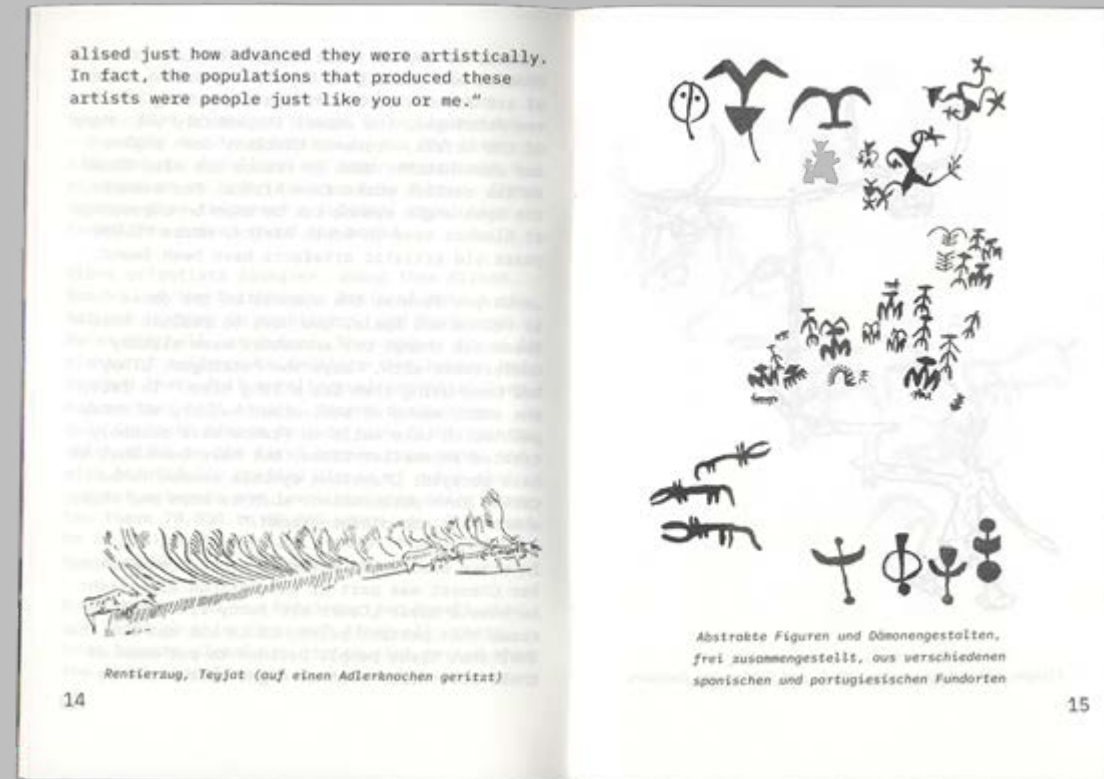 alised just how advanced they were artistically.
In fact, the populations that produced these
artists were people just like you or me.“
Rentierzug, Teyjat (auf einen Adlerknochen geritzt)
14
Abstrakte Figuren und Dämonengestalten,
frei zusammengestellt, aus verschiedenen
spanischen und portugiesischen Fundorten
15